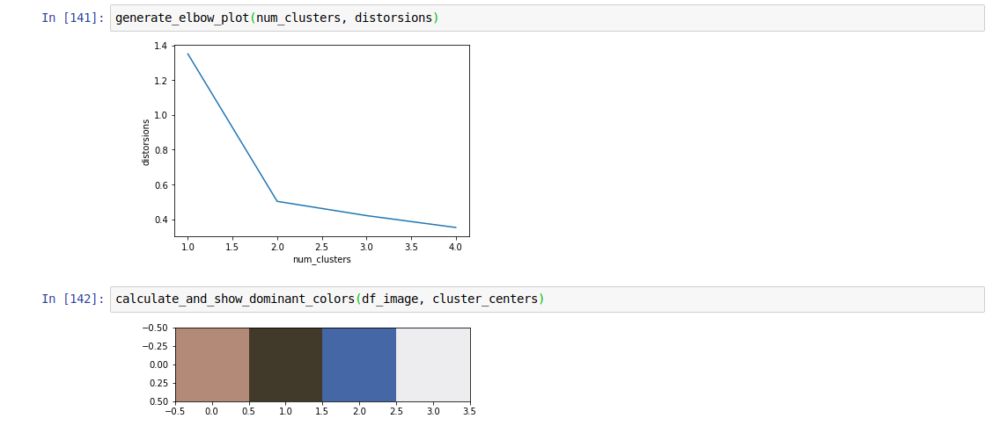 In [141]: generate_elbow_plot(num_clusters, distorsions)
1.4
1.2
1.0
0.8
0.6
0.4
distorsions
1.0 1.5 2.0 2.5 3.0 3.5 4.0
num_clusters
In [142]: calculate_and_show_dominant_colors(df_image, cluster_centers)
−0.50
−0.25
0.00
0.25
0.50
−0.5 0.0 0.5 1.0 1.5 2.0 2.5 3.0 3.5